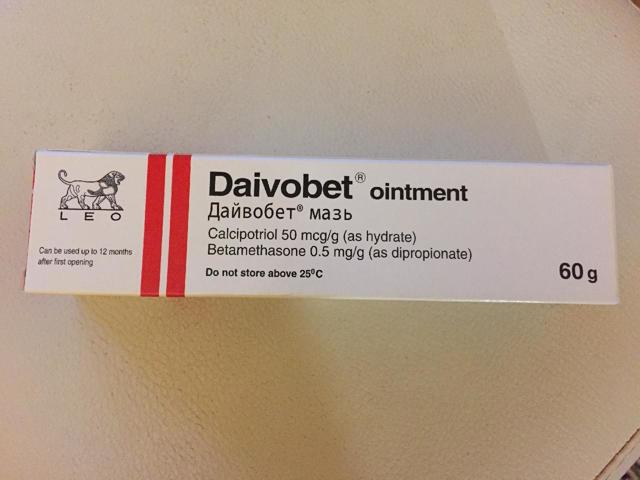 LEO
Can be used up to 12 months
after first opening
Daivobet® ointment
Дайвобет® мазь
Calcipotriol 50 mcg/g (as hydrate)
Betamethasone 0.5 mg/g (as dipropionate)
Do not store above 25⁰C
60 g